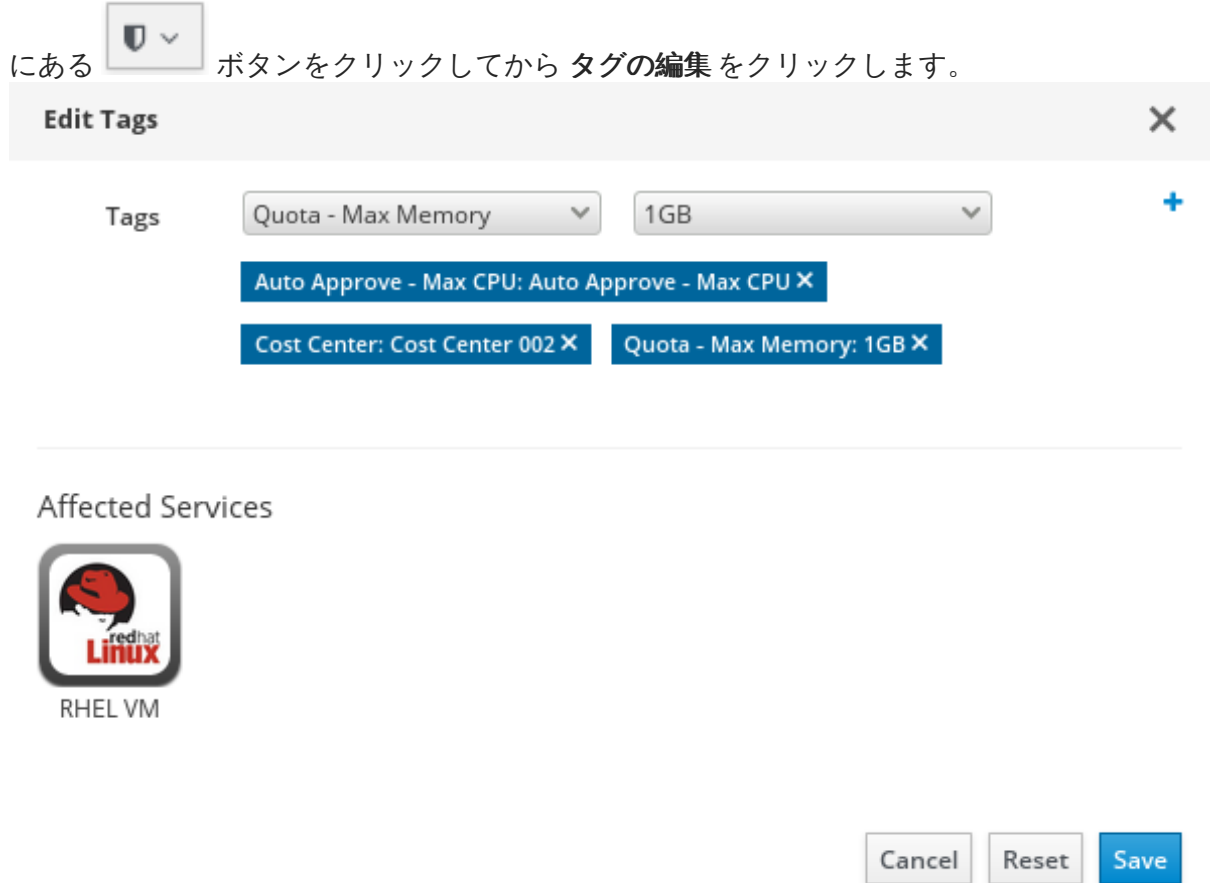 にある ボタンをクリックしてから タグの編集 をクリックします。
Edit Tags
Tags Quota - Max Memory 1GB
Auto Approve - Max CPU: Auto Approve - Max CPU
Cost Center: Cost Center 002 Quota - Max Memory: 1GB
Affected Services
redhat
Linux
RHEL VM
Cancel Reset Save